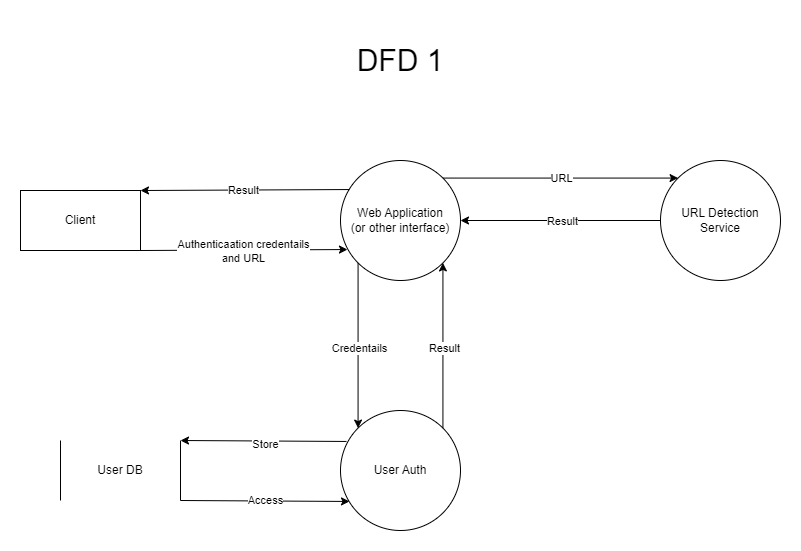 DFD 1
Result
URL
Client
Web Application
(or other interface)
URL Detection
Service
Result
Authenticaation credentails
and URL
Credentails
Result
Store
User DB
User Auth
Access